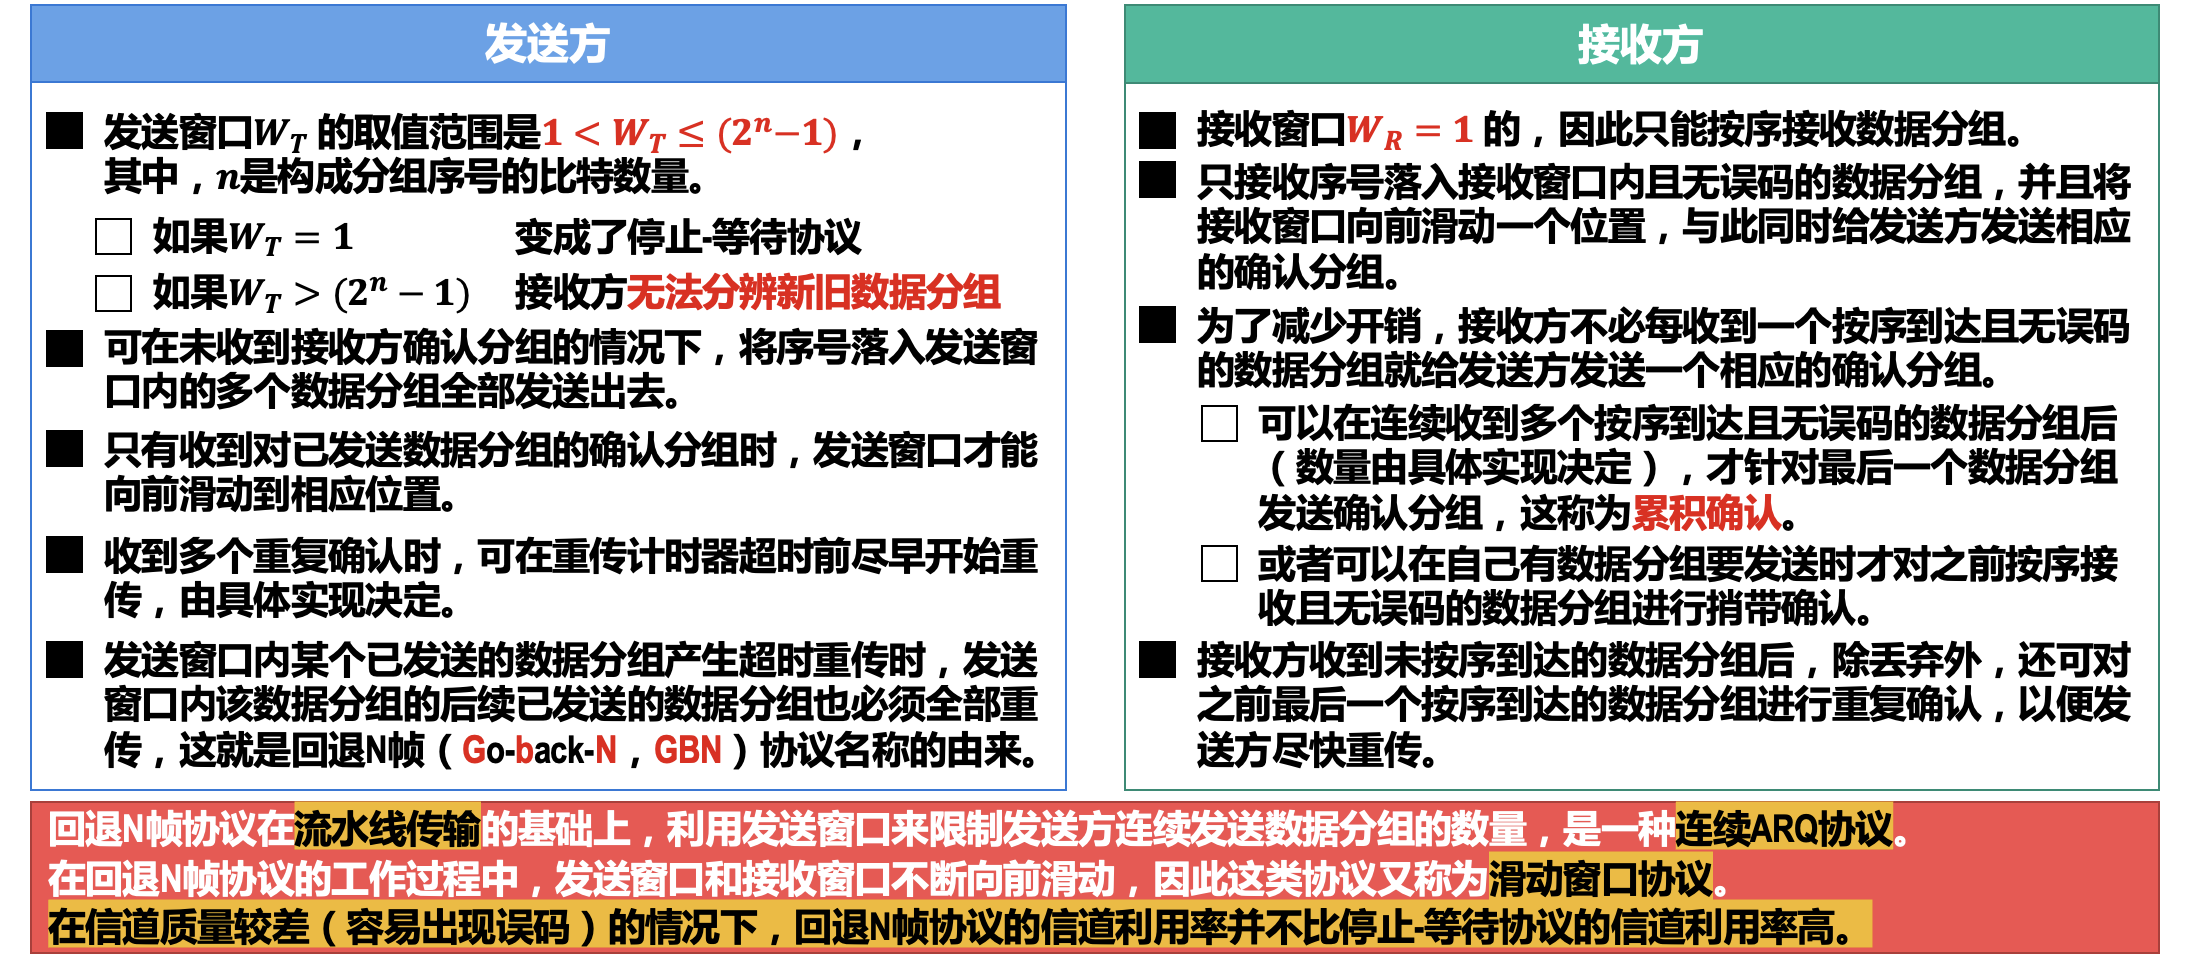 发送方
发送窗口W_T 的取值范围是1 < W_T ≤ (2^n−1)，
其中，n是构成分组序号的比特数量。
如果W_T = 1 变成了停止-等待协议
如果W_T > (2^n − 1) 接收方无法分辨新旧数据分组
可在未收到接收方确认分组的情况下，将序号落入发送窗
口内的多个数据分组全部发送出去。
只有收到对已发送数据分组的确认分组时，发送窗口才能
向前滑动到相应位置。
收到多个重复确认时，可在重传计时器超时前尽早开始重
传，由具体实现决定。
发送窗口内某个已发送的数据分组产生超时重传时，发送
窗口内该数据分组的后续已发送的数据分组也必须全部重
传，这就是回退N帧（Go-back-N，GBN）协议名称的由来。
接收方
接收窗口W_R = 1 的，因此只能按序接收数据分组。
只接收序号落入接收窗口内且无误码的数据分组，并且将
接收窗口向前滑动一个位置，与此同时给发送方发送相应
的确认分组。
为了减少开销，接收方不必每收到一个按序到达且无误码
的数据分组就给发送方发送一个相应的确认分组。
可以在连续收到多个按序到达且无误码的数据分组后
（数量由具体实现决定），才针对最后一个数据分组
发送确认分组，这称为累积确认。
或者可以在自己有数据分组要发送时才对之前按序接
收且无误码的数据分组进行捎带确认。
接收方收到未按序到达的数据分组后，除丢弃外，还可对
之前最后一个按序到达的数据分组进行重复确认，以便发
送方尽快重传。
回退N帧协议在流水线传输的基础上，利用发送窗口来限制发送方连续发送数据分组的数量，是一种连续ARQ协议。
在回退N帧协议的工作过程中，发送窗口和接收窗口不断向前滑动，因此这类协议又称为滑动窗口协议。
在信道质量较差（容易出现误码）的情况下，回退N帧协议的信道利用率并不比停止-等待协议的信道利用率高。